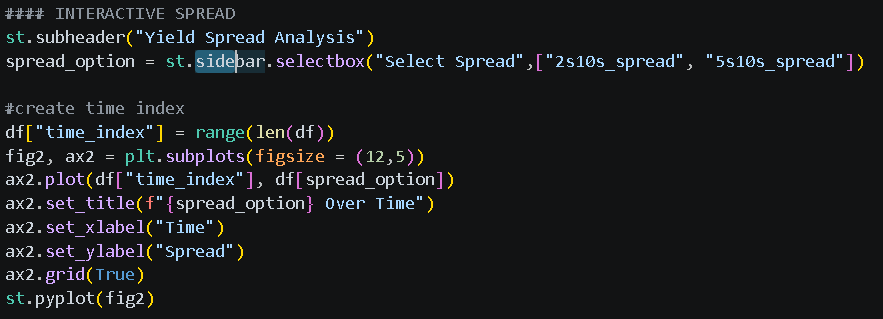 #### INTERACTIVE SPREAD
st.subheader("Yield Spread Analysis")
spread_option = st.sidebar.selectbox("Select Spread",["2s10s_spread", "5s10s_spread"])
#create time index
df["time_index"] = range(len(df))
fig2, ax2 = plt.subplots(figsize = (12,5))
ax2.plot(df["time_index"], df[spread_option])
ax2.set_title(f"{spread_option} Over Time")
ax2.set_xlabel("Time")
ax2.set_ylabel("Spread")
ax2.grid(True)
st.pyplot(fig2)